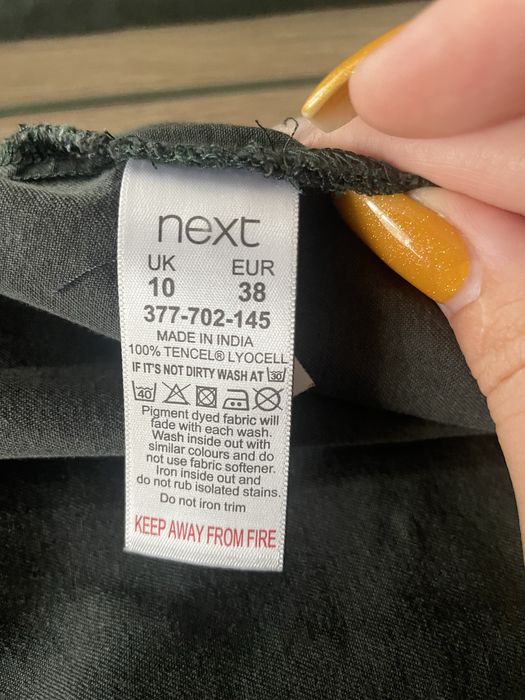 next
UK EUR
10 38
377-702-145
MADE IN INDIA
100% TENCEL® LYOCELL
IF IT'S NOT DIRTY WASH AT 30
40
Pigment dyed fabric will
fade with each wash.
Wash inside out with
similar colours and do
not use fabric softener.
Iron inside out and
do not rub isolated stains.
Do not iron trim
KEEP AWAY FROM FIRE